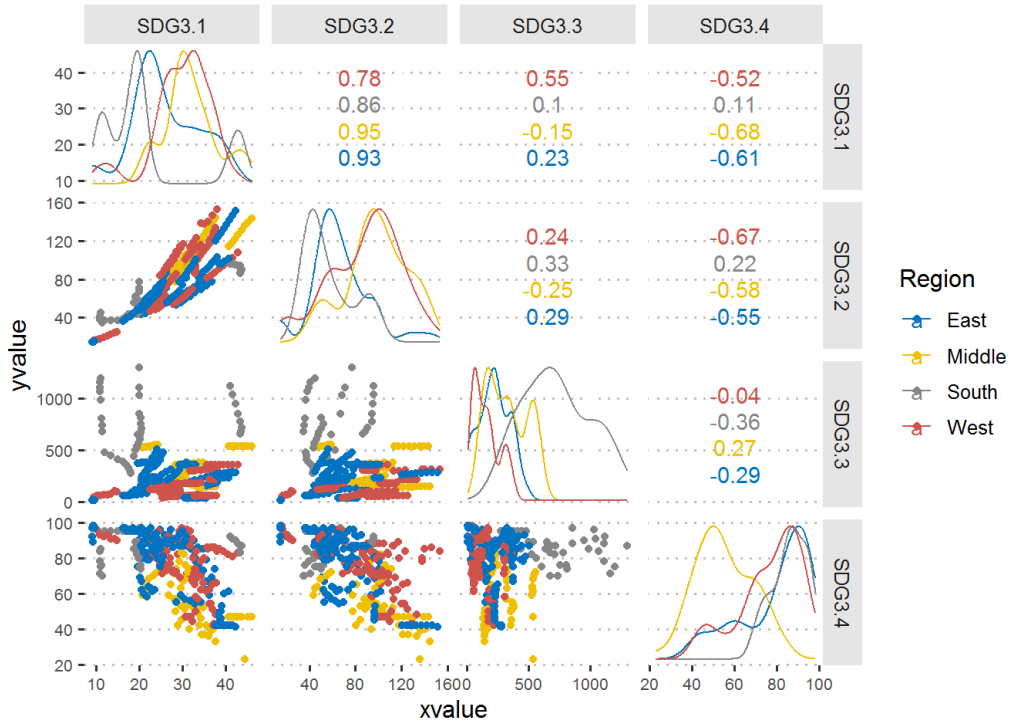 SDG3.1 SDG3.2 SDG3.3 SDG3.4
40
30
20
10
0.78
0.86
0.95
0.93
0.55
0.1
-0.15
0.23
-0.52
0.11
-0.68
-0.61
SDG3.1
160
120
80
40
0.24
0.33
-0.25
0.29
-0.67
0.22
-0.58
-0.55
SDG3.2
1000
500
0
-0.04
-0.36
0.27
-0.29
SDG3.3
100
80
60
40
20
SDG3.4
10 20 30 40
40 80 120 160
0 500 1000
20 40 60 80 100
xvalue
yvalue
Region
a East
a Middle
a South
a West